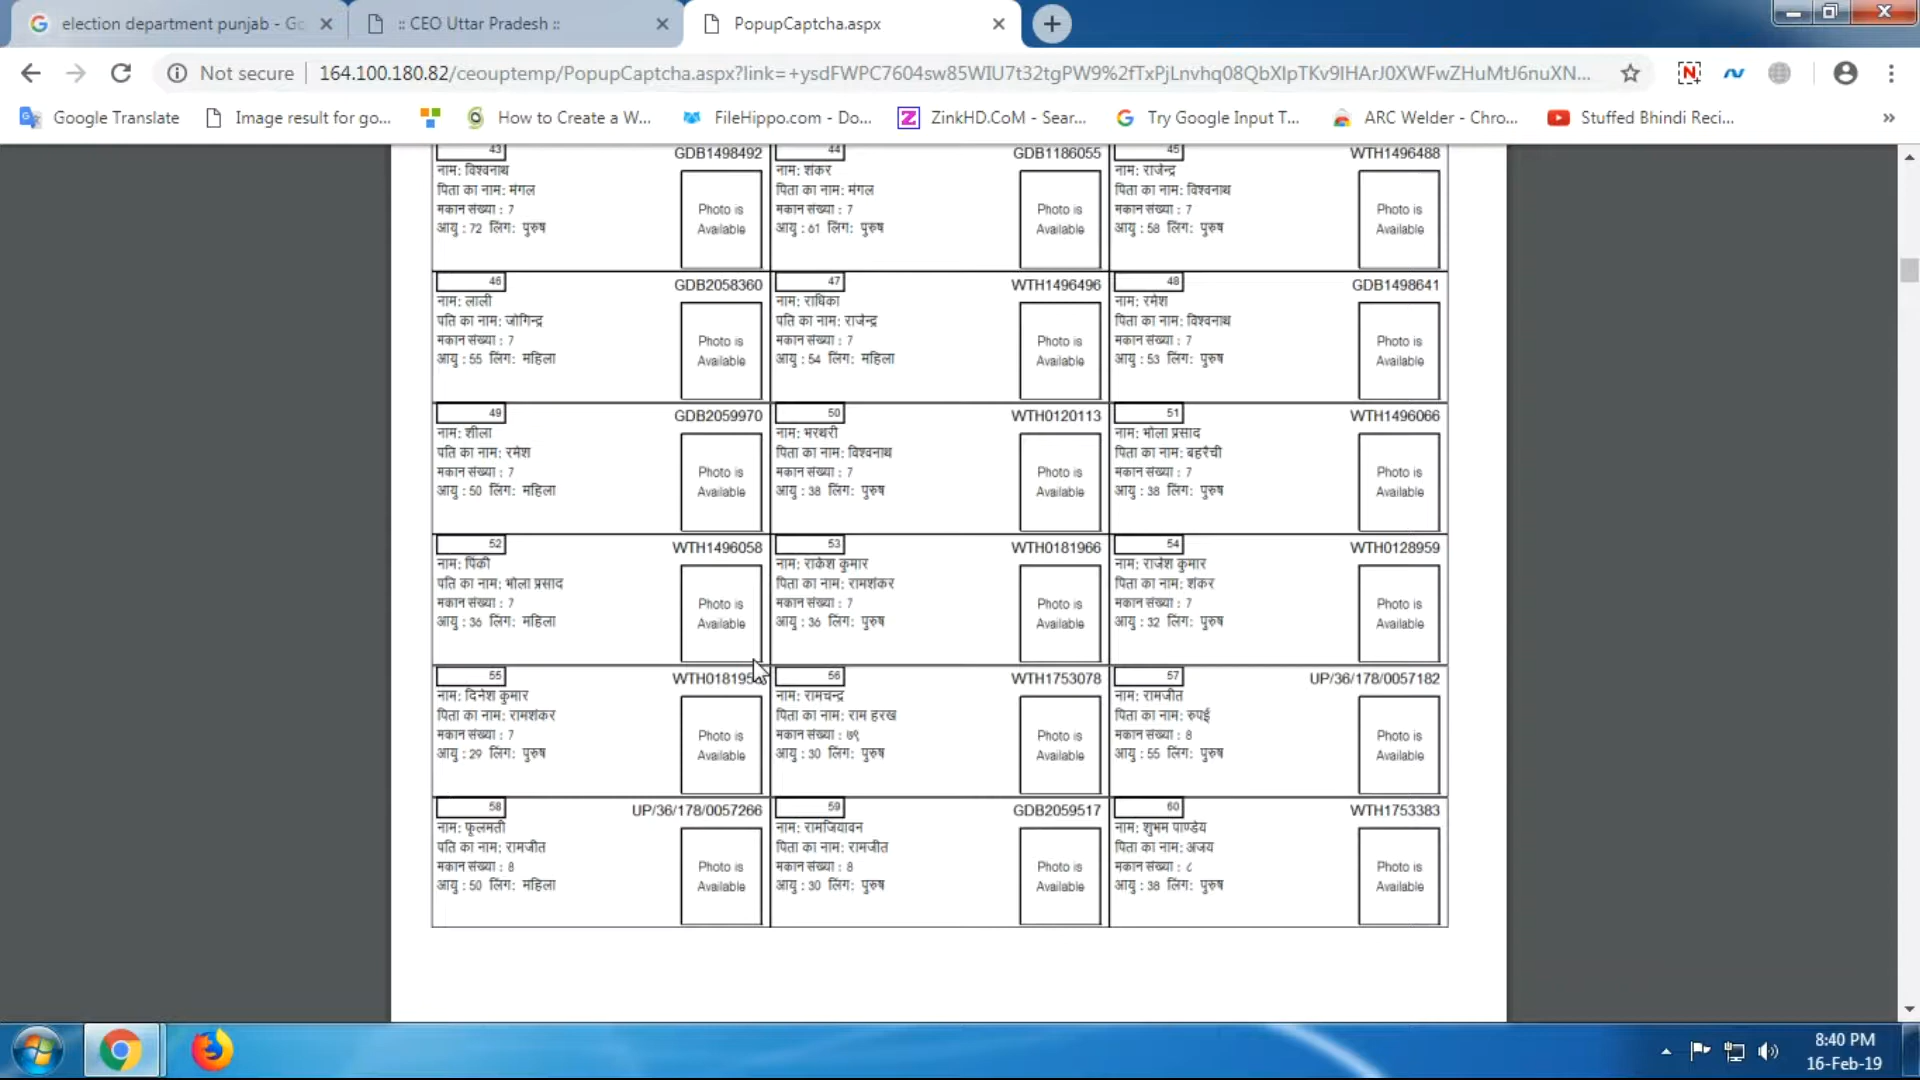 election department punjab - Go
:: CEO Uttar Pradesh ::
PopupCaptcha.aspx
Not secure
164.100.180.82/ceouptemp/PopupCaptcha.aspx?link=+ysdFWPC7604sw85WIU7t32tgPW9%2fTxPjLnvhq08QbXIpTKv9IHArJ0XWFwZHuMtJ6nuXN...
Google Translate
Image result for go...
How to Create a W...
FileHippo.com - Do...
ZinkHD.CoM - Sear...
Try Google Input T...
ARC Welder - Chro...
Stuffed Bhindi Reci...
43 GDB1498492
नाम: विश्वनाथ
पिता का नाम: मंगल
मकान संख्या : 7
आयु : 72 लिंग: पुरुष
Photo is
Available
44 GDB1186055
नाम: शंकर
पिता का नाम: मंगल
मकान संख्या : 7
आयु : 61 लिंग: पुरुष
Photo is
Available
45 WTH1496488
नाम: राजेन्द्र
पिता का नाम: विश्वनाथ
मकान संख्या : 7
आयु : 58 लिंग: पुरुष
Photo is
Available
46 GDB2058360
नाम: लाली
पति का नाम: जोगिन्द्र
मकान संख्या : 7
आयु : 55 लिंग: महिला
Photo is
Available
47 WTH1496496
नाम: राधिका
पति का नाम: राजेन्द्र
मकान संख्या : 7
आयु : 54 लिंग: महिला
Photo is
Available
48 GDB1498641
नाम: रमेश
पिता का नाम: विश्वनाथ
मकान संख्या : 7
आयु : 53 लिंग: पुरुष
Photo is
Available
49 GDB2059970
नाम: शीला
पति का नाम: रमेश
मकान संख्या : 7
आयु : 50 लिंग: महिला
Photo is
Available
50 WTH0120113
नाम: भरथरी
पिता का नाम: विश्वनाथ
मकान संख्या : 7
आयु : 38 लिंग: पुरुष
Photo is
Available
51 WTH1496066
नाम: भोला प्रसाद
पिता का नाम: बहरैची
मकान संख्या : 7
आयु : 38 लिंग: पुरुष
Photo is
Available
52 WTH1496058
नाम: पिंकी
पति का नाम: भोला प्रसाद
मकान संख्या : 7
आयु : 36 लिंग: महिला
Photo is
Available
53 WTH0181966
नाम: राकेश कुमार
पिता का नाम: रामशंकर
मकान संख्या : 7
आयु : 36 लिंग: पुरुष
Photo is
Available
54 WTH0128959
नाम: राजेश कुमार
पिता का नाम: शंकर
मकान संख्या : 7
आयु : 32 लिंग: पुरुष
Photo is
Available
55
नाम: दिनेश कुमार
पिता का नाम: रामशंकर
मकान संख्या : 7
आयु : 29 लिंग: पुरुष
Photo is
Available
56 WTH1753078
नाम: रामचन्द्र
पिता का नाम: राम हरख
मकान संख्या : ७९
आयु : 30 लिंग: पुरुष
Photo is
Available
57 UP/36/178/0057182
नाम: रामजीत
पिता का नाम: रुपई
मकान संख्या : 8
आयु : 55 लिंग: पुरुष
Photo is
Available
58 UP/36/178/0057266
नाम: फूलमती
पति का नाम: रामजीत
मकान संख्या : 8
आयु : 50 लिंग: महिला
Photo is
Available
59 GDB2059517
नाम: रामजियावन
पिता का नाम: रामजीत
मकान संख्या : 8
आयु : 30 लिंग: पुरुष
Photo is
Available
60 WTH1753383
नाम: शुभम पाण्डेय
पिता का नाम: अजय
मकान संख्या : ८
आयु : 38 लिंग: पुरुष
Photo is
Available
8:40 PM
16-Feb-19